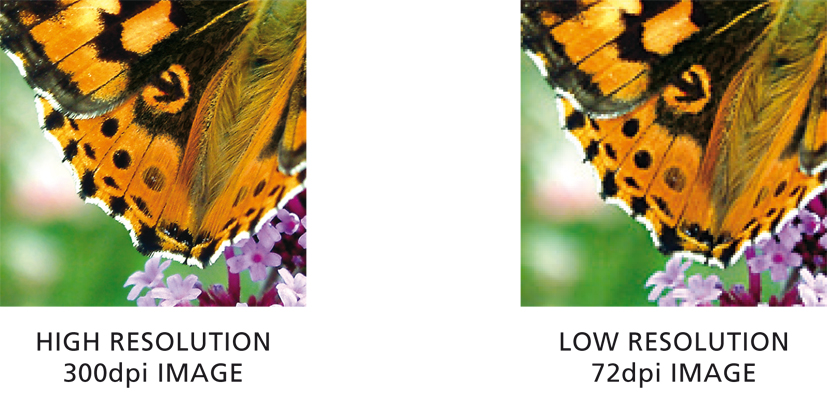 HIGH RESOLUTION
300dpi IMAGE
LOW RESOLUTION
72dpi IMAGE